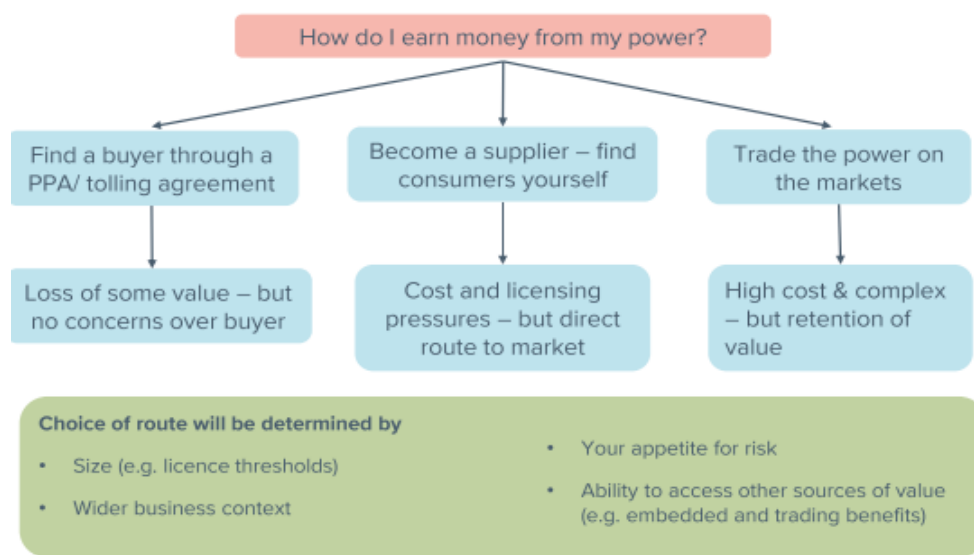 How do I earn money from my power?
Find a buyer through a
PPA/ tolling agreement
Become a supplier – find
consumers yourself
Trade the power on
the markets
Loss of some value – but
no concerns over buyer
Cost and licensing
pressures – but direct
route to market
High cost & complex
– but retention of
value
Choice of route will be determined by
• Size (e.g. licence thresholds)
• Wider business context
• Your appetite for risk
• Ability to access other sources of value
(e.g. embedded and trading benefits)